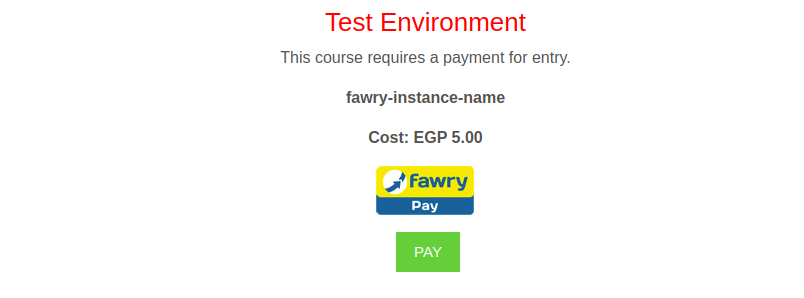 Test Environment
This course requires a payment for entry.
fawry-instance-name
Cost: EGP 5.00
fawry
Pay
PAY